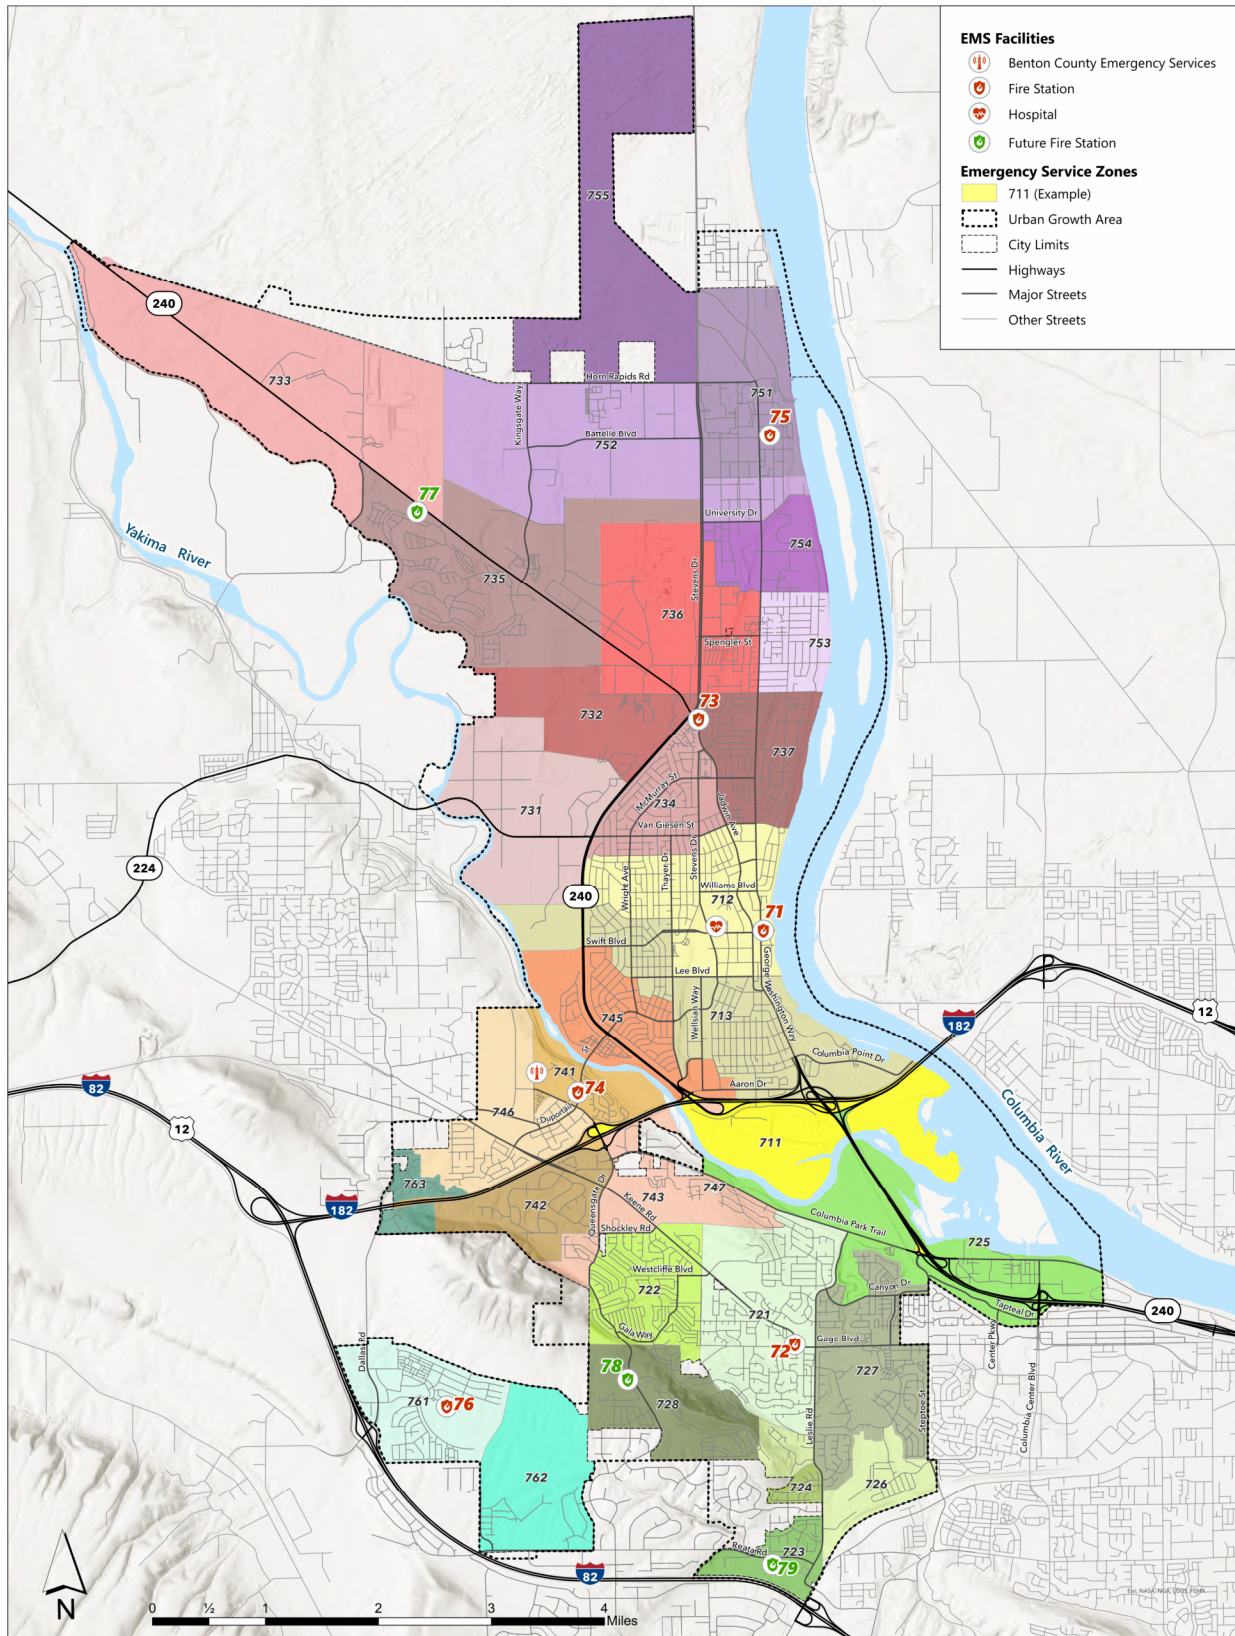 EMS Facilities
Benton County Emergency Services
Fire Station
Hospital
Future Fire Station
Emergency Service Zones
711 (Example)
Urban Growth Area
City Limits
Highways
Major Streets
Other Streets
755
240
733
Horn Rapids Rd
Kingsgate Way
751
75
Battelle Blvd
752
77
University Dr
Yakima River
754
735
Stevens Dr
736
Spengler St
753
73
732
737
McMurray St
734
731
Jadwin Ave
Van Giesen St
224
Stevens Dr
Thayer Dr
Wright Ave
240
Williams Blvd
712
71
Swift Blvd
Lee Blvd
George Washington Way
Wellsian Way
745
713
12
182
Columbia Point Dr
St
741
74
Aaron Dr
82
Duportail
746
12
711
Columbia River
763
182
742
Queensgate Dr
743
747
Keene Rd
Shockley Rd
Columbia Park Trail
725
Westcliffe Blvd
722
Canyon Dr
Tapteal Dr
240
721
Gala Way
72
Gage Blvd
Center Pkwy
Dallas Rd
78
727
Columbia Center Blvd
761
76
728
Leslie Rd
Steptoe St
762
724
726
Reata Rd
723
79
82
N
0 ½ 1 2 3 4
Miles
Esri, NASA, NGA, USGS, FEMA